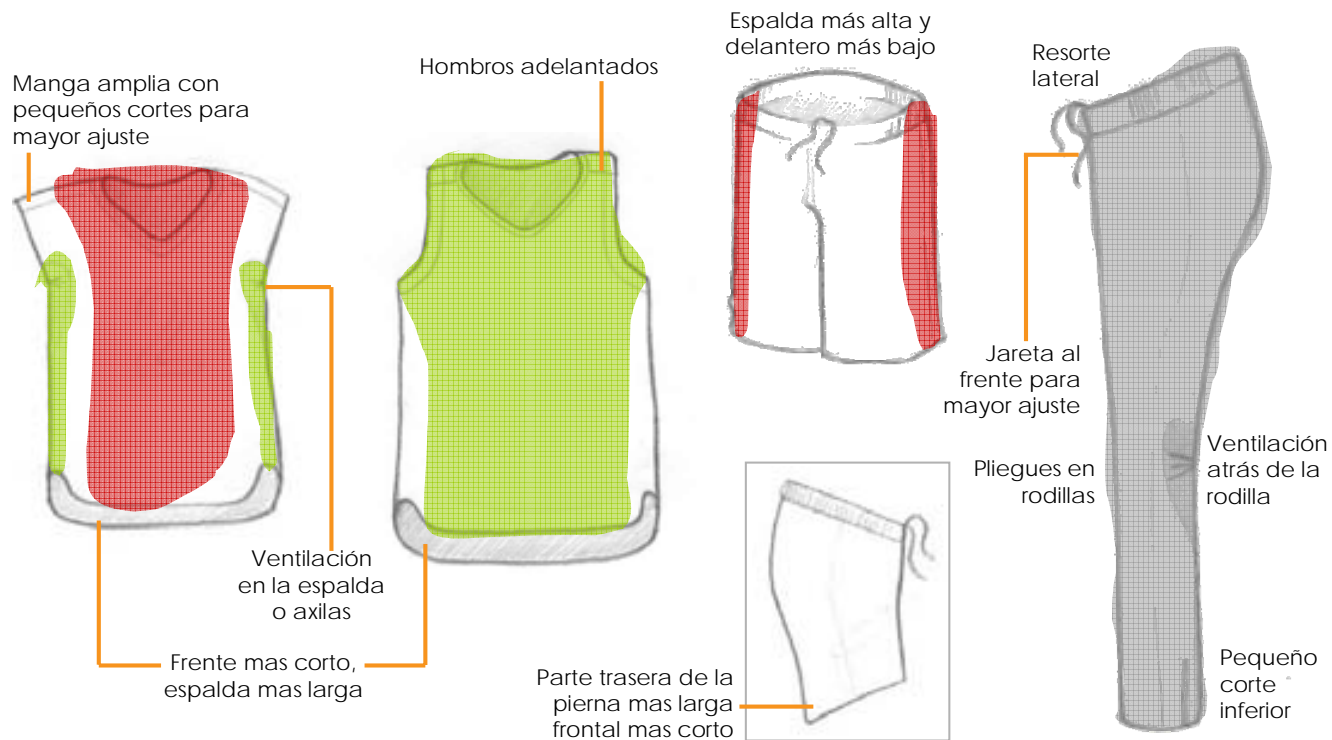 Manga amplia con
pequeños cortes para
mayor ajuste
Hombros adelantados
Espalda más alta y
delantero más bajo
Resorte
lateral
Jareta al
frente para
mayor ajuste
Pliegues en
rodillas
Ventilación
atrás de la
rodilla
Ventilación
en la espalda
o axilas
Frente mas corto,
espalda mas larga
Parte trasera de la
pierna mas larga
frontal mas corto
Pequeño
corte
inferior